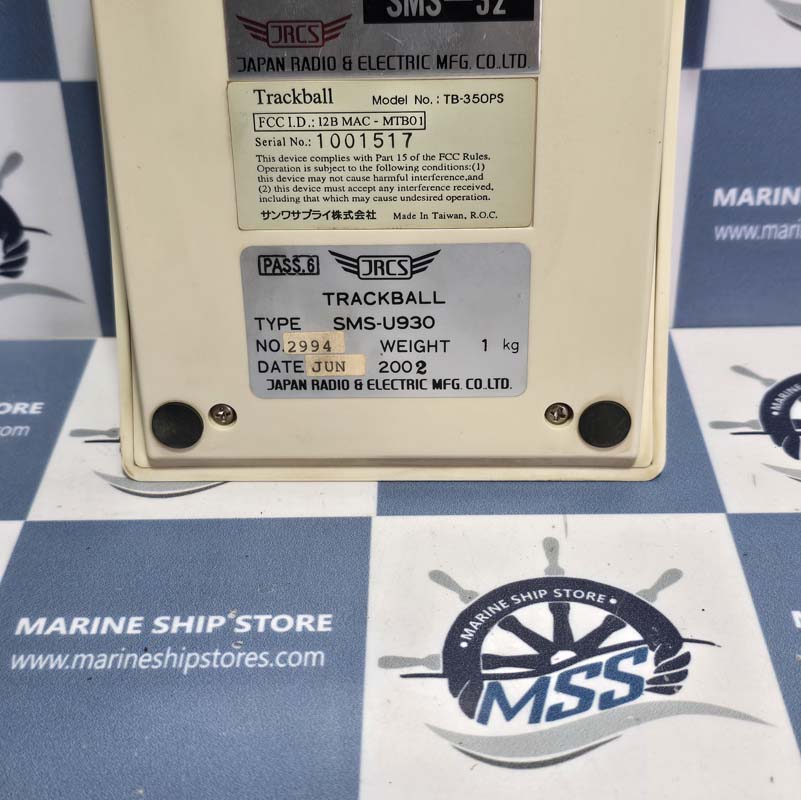 SMS-32
JRCS
JAPAN RADIO & ELECTRIC MFG. CO.LTD.
Trackball Model No.: TB-350PS
FCC I.D.: I2B MAC - MTB01
Serial No.: 1001517
This device complies with Part 15 of the FCC Rules.
Operation is subject to the following conditions:(1)
this device may not cause harmful interference,and
(2) this device must accept any interference received,
including that which may cause undesired operation.
サンワサプライ株式会社 Made In Taiwan, R.O.C.
PASS.6 JRCS
TRACKBALL
TYPE SMS-U930
NO. 2994 WEIGHT 1 kg
DATE JUN 2002
JAPAN RADIO & ELECTRIC MFG. CO. LTD.
MARINE
www.marin
ORE
com
MARINE SHIP STORE
www.marineshipstores.com
MARINE SHIP STORE
MSS